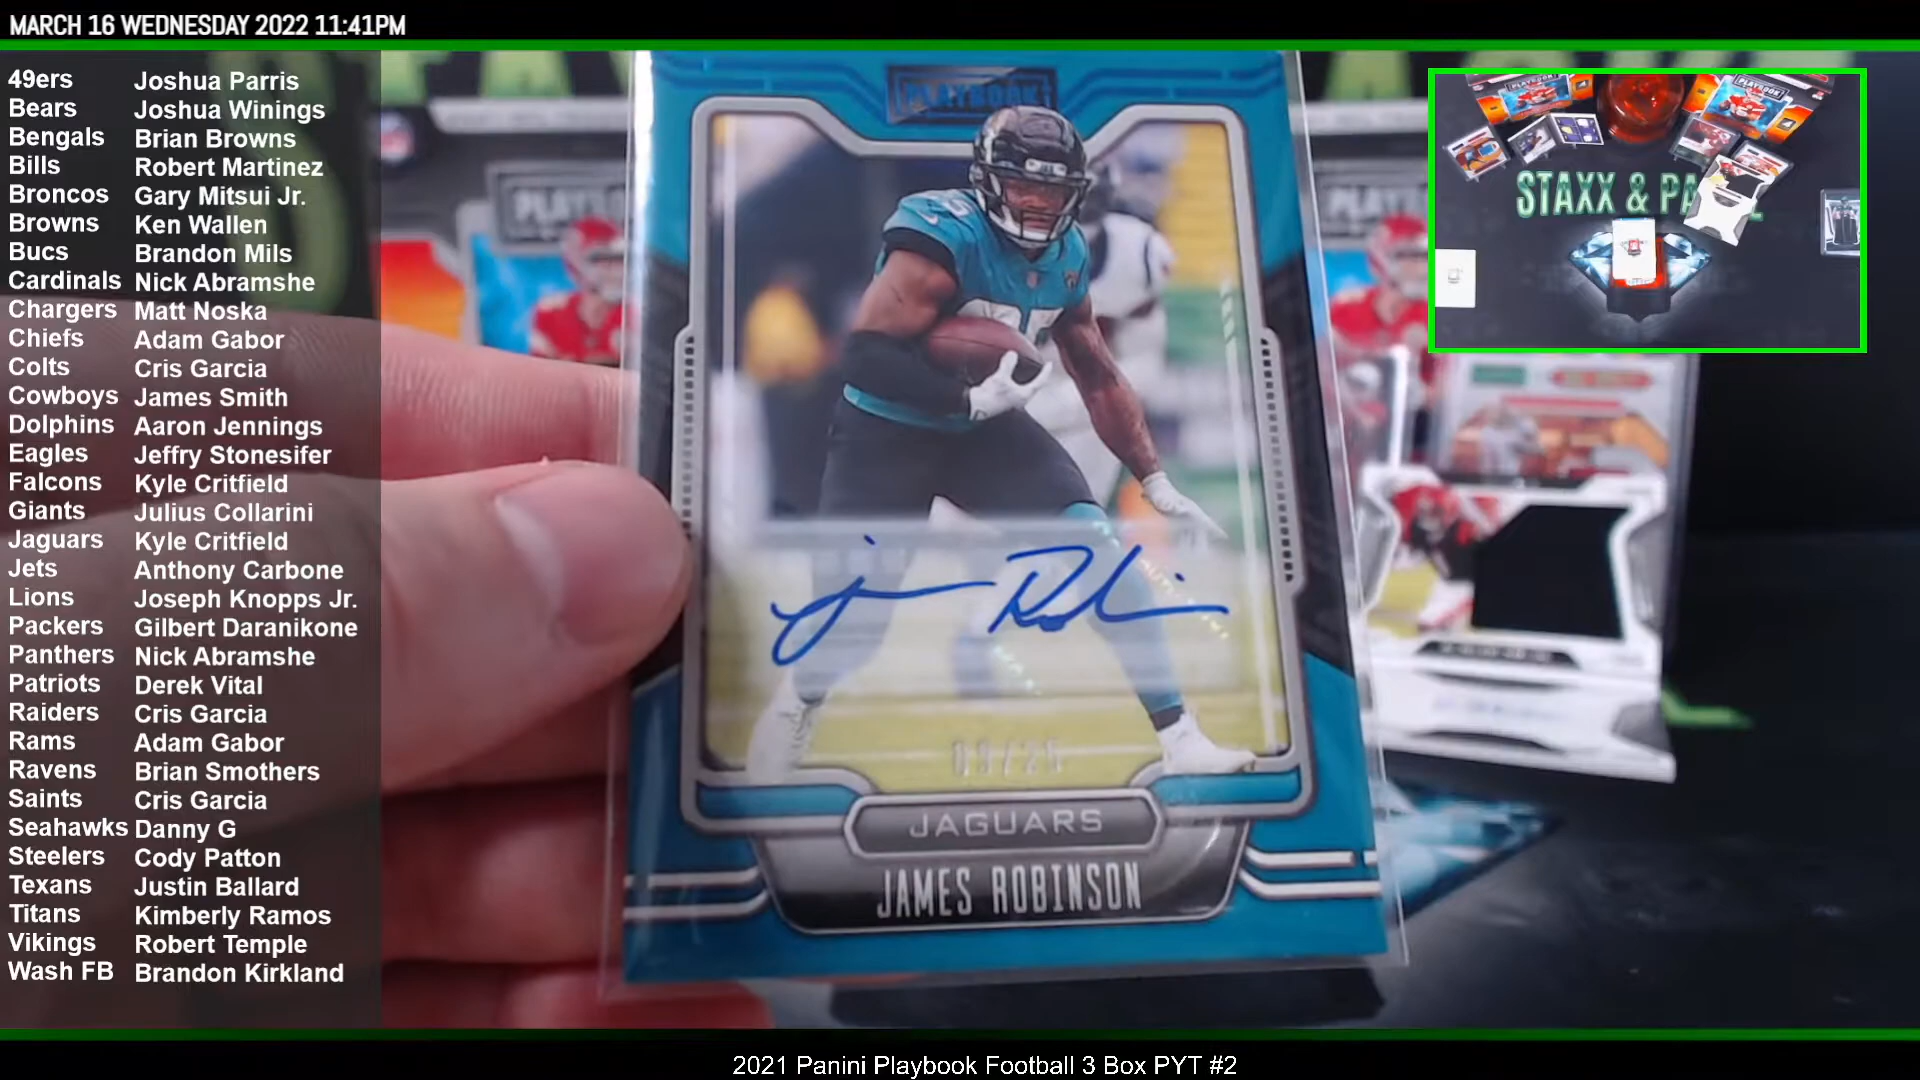 MARCH 16 WEDNESDAY 2022 11:41PM
49ers Joshua Parris
Bears Joshua Winings
Bengals Brian Browns
Bills Robert Martinez
Broncos Gary Mitsui Jr.
Browns Ken Wallen
Bucs Brandon Mils
Cardinals Nick Abramshe
Chargers Matt Noska
Chiefs Adam Gabor
Colts Cris Garcia
Cowboys James Smith
Dolphins Aaron Jennings
Eagles Jeffry Stonesifer
Falcons Kyle Critfield
Giants Julius Collarini
Jaguars Kyle Critfield
Jets Anthony Carbone
Lions Joseph Knopps Jr.
Packers Gilbert Daranikone
Panthers Nick Abramshe
Patriots Derek Vital
Raiders Cris Garcia
Rams Adam Gabor
Ravens Brian Smothers
Saints Cris Garcia
Seahawks Danny G
Steelers Cody Patton
Texans Justin Ballard
Titans Kimberly Ramos
Vikings Robert Temple
Wash FB Brandon Kirkland
PLAYBOOK
JAGUARS
JAMES ROBINSON
PLAYBOOK
STAXX &
2021 Panini Playbook Football 3 Box PYT #2